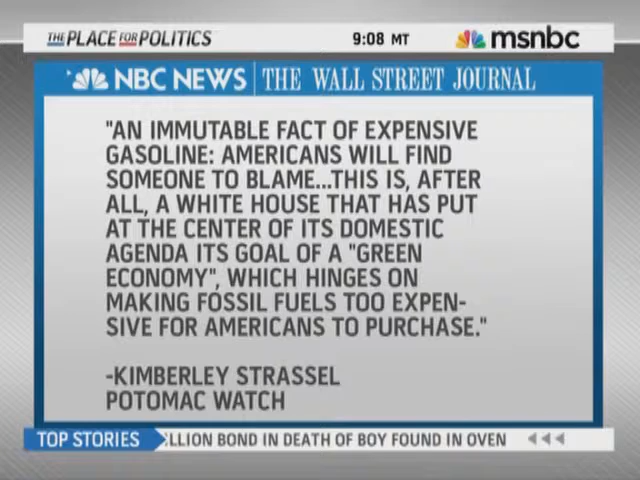 THE PLACE FOR POLITICS
9:08 MT
msnbc
NBC NEWS THE WALL STREET JOURNAL
"AN IMMUTABLE FACT OF EXPENSIVE
GASOLINE: AMERICANS WILL FIND
SOMEONE TO BLAME...THIS IS, AFTER
ALL, A WHITE HOUSE THAT HAS PUT
AT THE CENTER OF ITS DOMESTIC
AGENDA ITS GOAL OF A "GREEN
ECONOMY", WHICH HINGES ON
MAKING FOSSIL FUELS TOO EXPEN-
SIVE FOR AMERICANS TO PURCHASE."
-KIMBERLEY STRASSEL
POTOMAC WATCH
TOP STORIES LLION BOND IN DEATH OF BOY FOUND IN OVEN